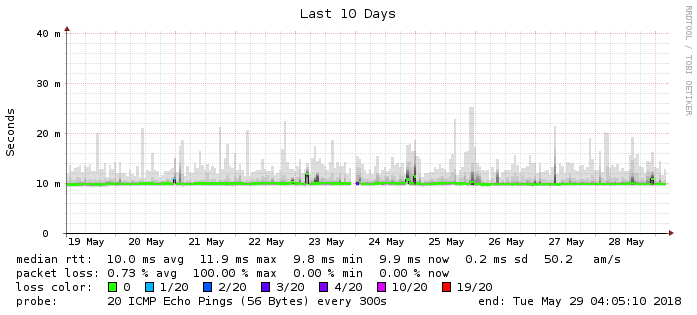 Last 10 Days
RRDTOOL / TOBI OETIKER
Seconds
40 m
30 m
20 m
10 m
0
19 May 20 May 21 May 22 May 23 May 24 May 25 May 26 May 27 May 28 May
median rtt: 10.0 ms avg 11.9 ms max 9.8 ms min 9.9 ms now 0.2 ms sd 50.2 am/s
packet loss: 0.73 % avg 100.00 % max 0.00 % min 0.00 % now
loss color: 0 1/20 2/20 3/20 4/20 10/20 19/20
probe: 20 ICMP Echo Pings (56 Bytes) every 300s end: Tue May 29 04:05:10 2018